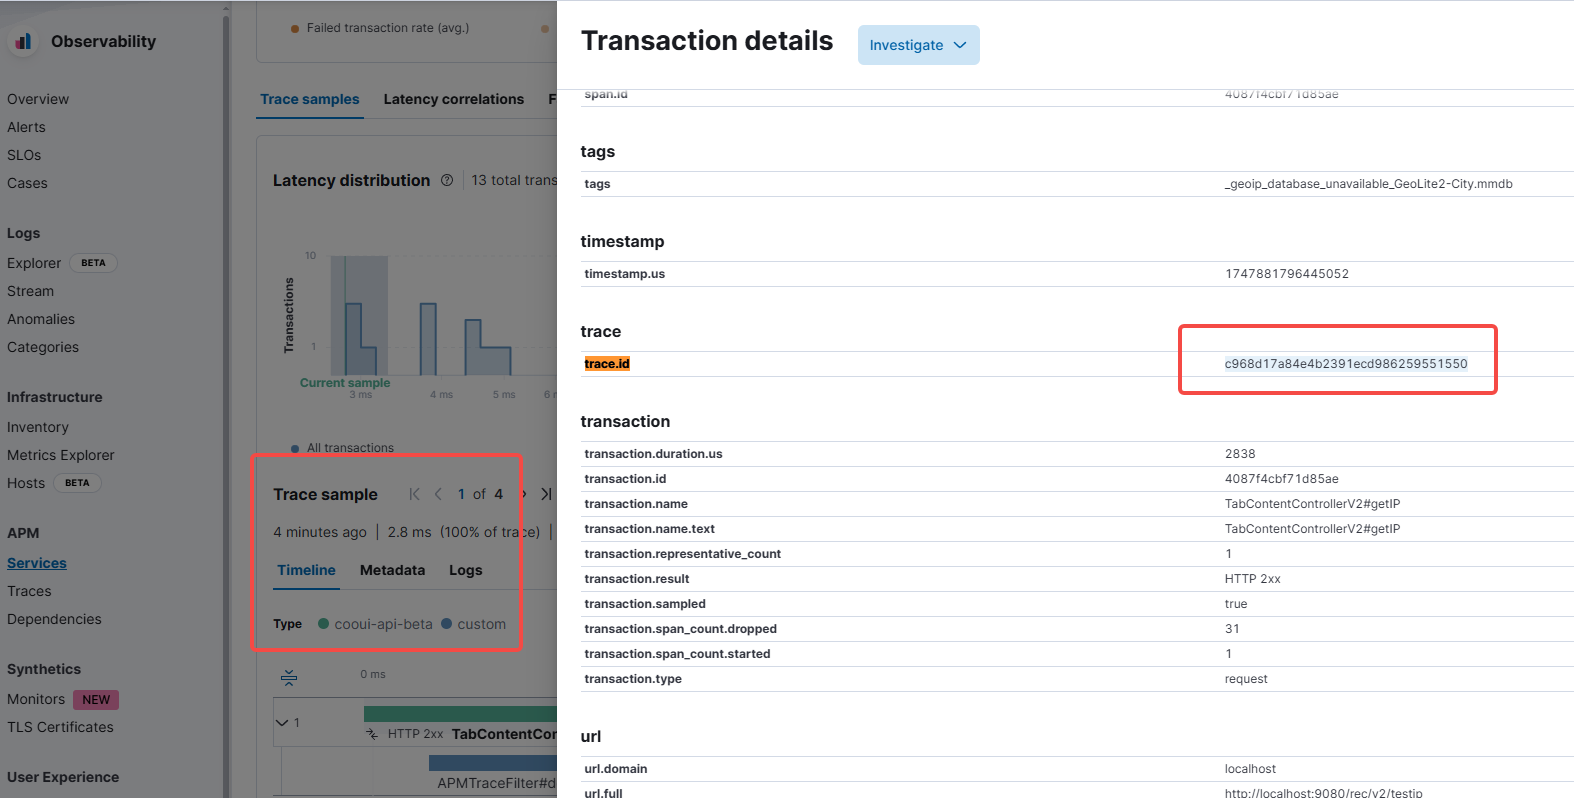 Observability
Overview
Alerts
SLOs
Cases
Logs
Explorer BETA
Stream
Anomalies
Categories
Infrastructure
Inventory
Metrics Explorer
Hosts BETA
APM
Services
Traces
Dependencies
Synthetics
Monitors NEW
TLS Certificates
User Experience
Failed transaction rate (avg.)
Trace samples Latency correlations F
Latency distribution 13 total trans
Transactions
10
1
Current sample
3 ms 4 ms 5 ms 6 m
All transactions
Trace sample 1 of 4
4 minutes ago | 2.8 ms (100% of trace) |
Timeline Metadata Logs
Type cooui-api-beta custom
0 ms
1
HTTP 2xx TabContentCon
APMTraceFilter#d
Transaction details Investigate
span.id 4087f4cbf71d85ae
tags
tags _geoip_database_unavailable_GeoLite2-City.mmdb
timestamp
timestamp.us 1747881796445052
trace
trace.id c968d17a84e4b2391ecd986259551550
transaction
transaction.duration.us 2838
transaction.id 4087f4cbf71d85ae
transaction.name TabContentControllerV2#getIP
transaction.name.text TabContentControllerV2#getIP
transaction.representative_count 1
transaction.result HTTP 2xx
transaction.sampled true
transaction.span_count.dropped 31
transaction.span_count.started 1
transaction.type request
url
url.domain localhost
url.full http://localhost:9080/rec/v2/testip